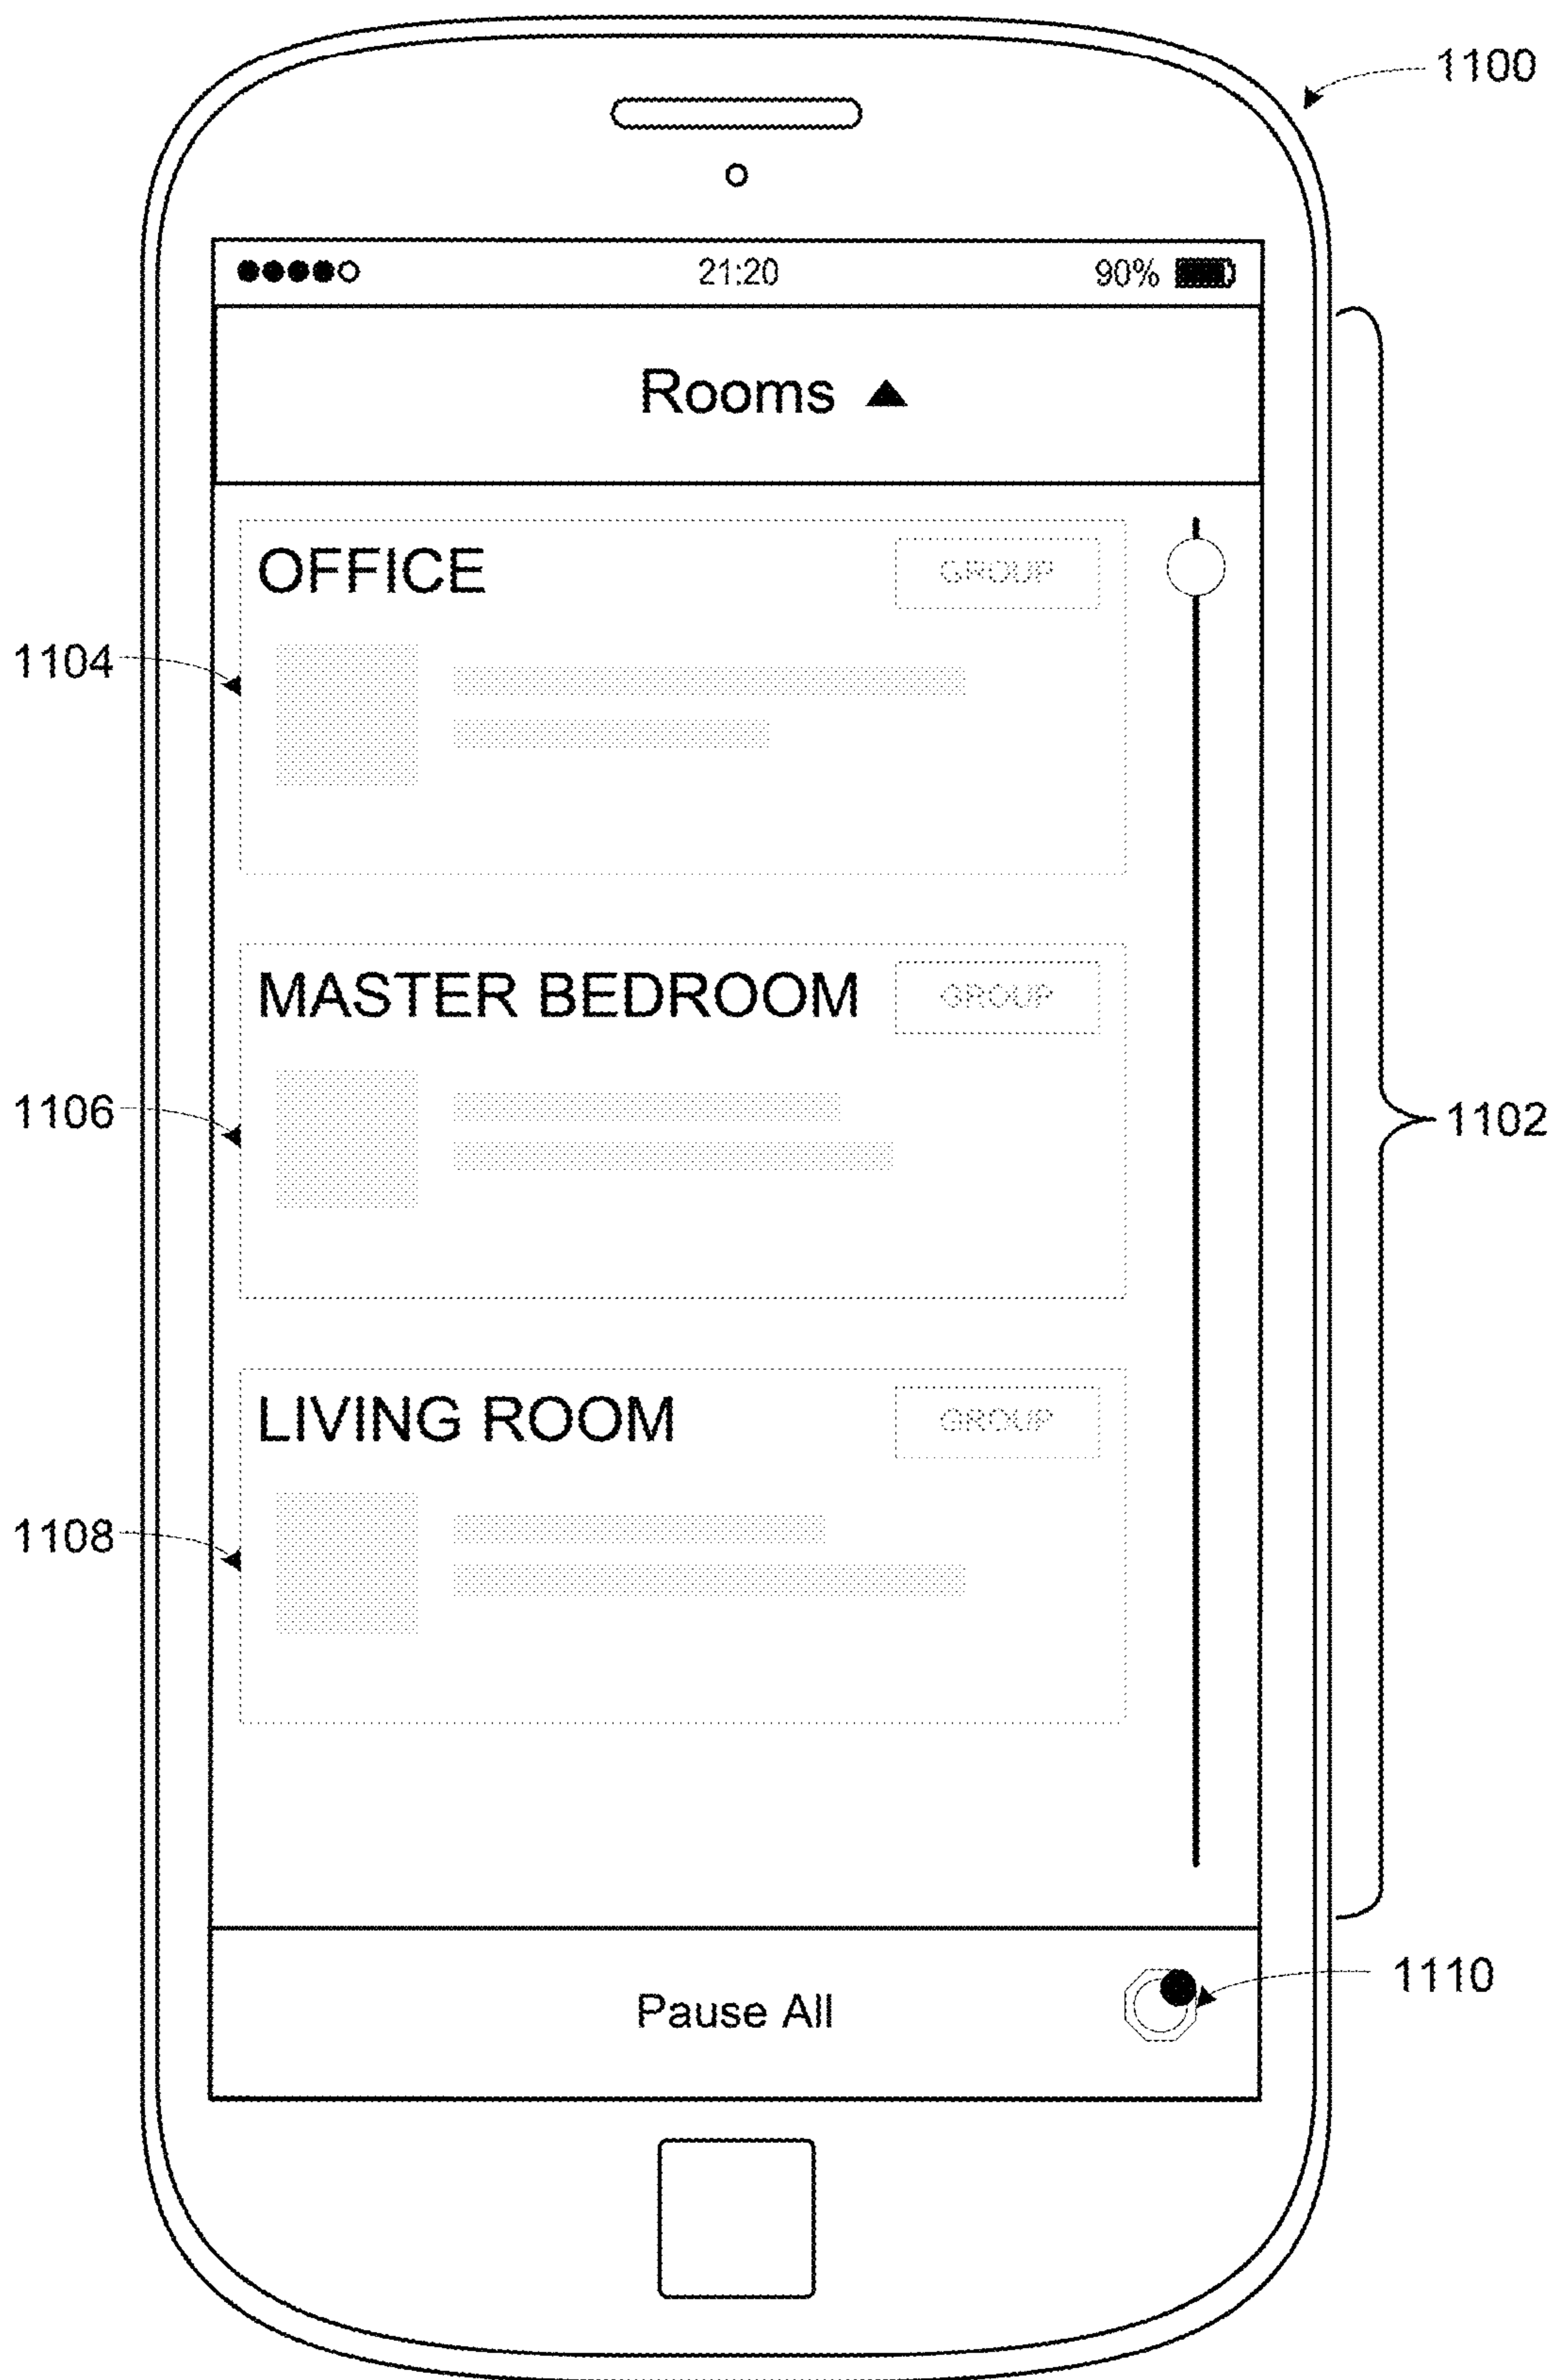 1100
21:20 90%
Rooms
OFFICE GROUP
1104
MASTER BEDROOM GROUP
1106
1102
LIVING ROOM GROUP
1108
1110
Pause All